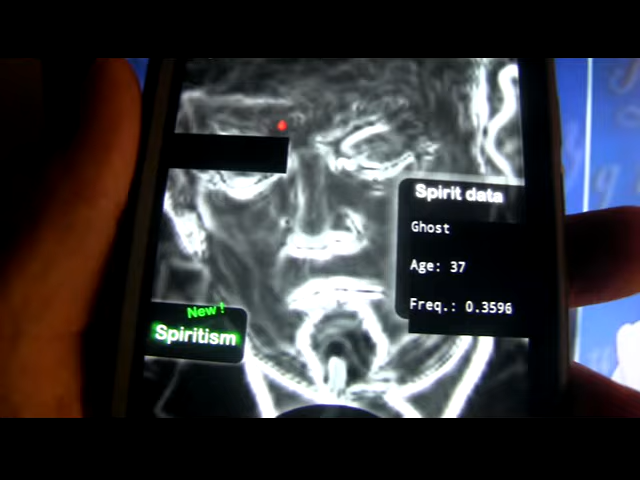 Spirit data
Ghost
Age: 37
Freq.: 0.3596
New!
Spiritism